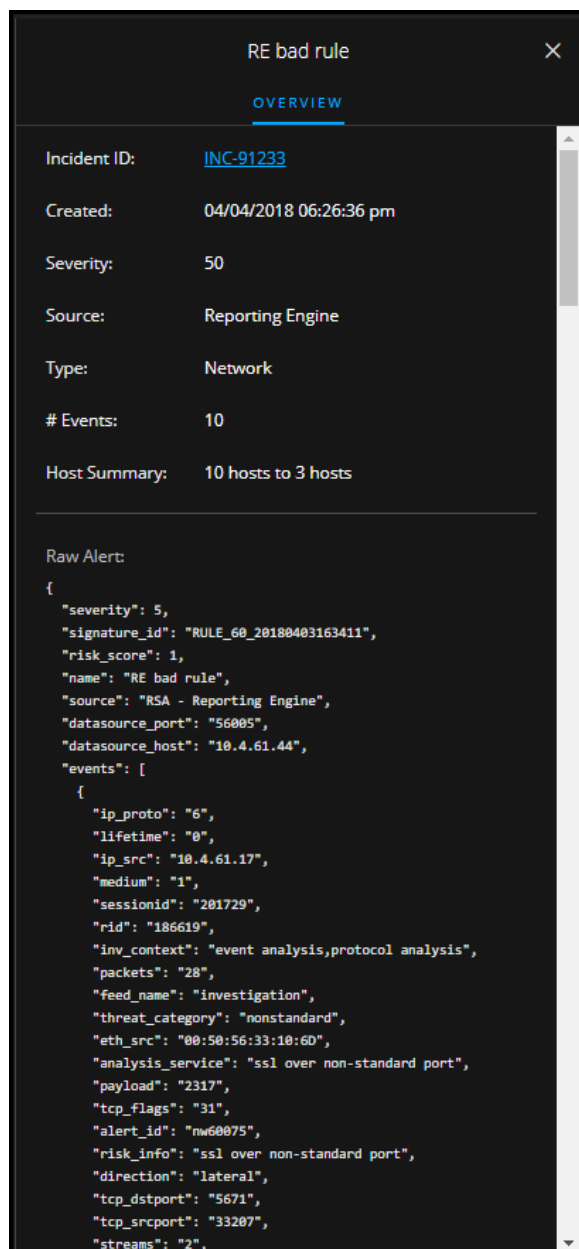 RE bad rule
OVERVIEW
Incident ID: INC-91233
Created: 04/04/2018 06:26:36 pm
Severity: 50
Source: Reporting Engine
Type: Network
# Events: 10
Host Summary: 10 hosts to 3 hosts
Raw Alert:
{
"severity": 5,
"signature_id": "RULE_60_20180403163411",
"risk_score": 1,
"name": "RE bad rule",
"source": "RSA - Reporting Engine",
"datasource_port": "56005",
"datasource_host": "10.4.61.44",
"events": [
{
"ip_proto": "6",
"lifetime": "0",
"ip_src": "10.4.61.17",
"medium": "1",
"sessionid": "201729",
"rid": "186619",
"inv_context": "event analysis,protocol analysis",
"packets": "28",
"feed_name": "investigation",
"threat_category": "nonstandard",
"eth_src": "00:50:56:33:10:6D",
"analysis_service": "ssl over non-standard port",
"payload": "2317",
"tcp_flags": "31",
"alert_id": "nw60075",
"risk_info": "ssl over non-standard port",
"direction": "lateral",
"tcp_dstport": "5671",
"tcp_srcport": "33207",
"streams": "2",